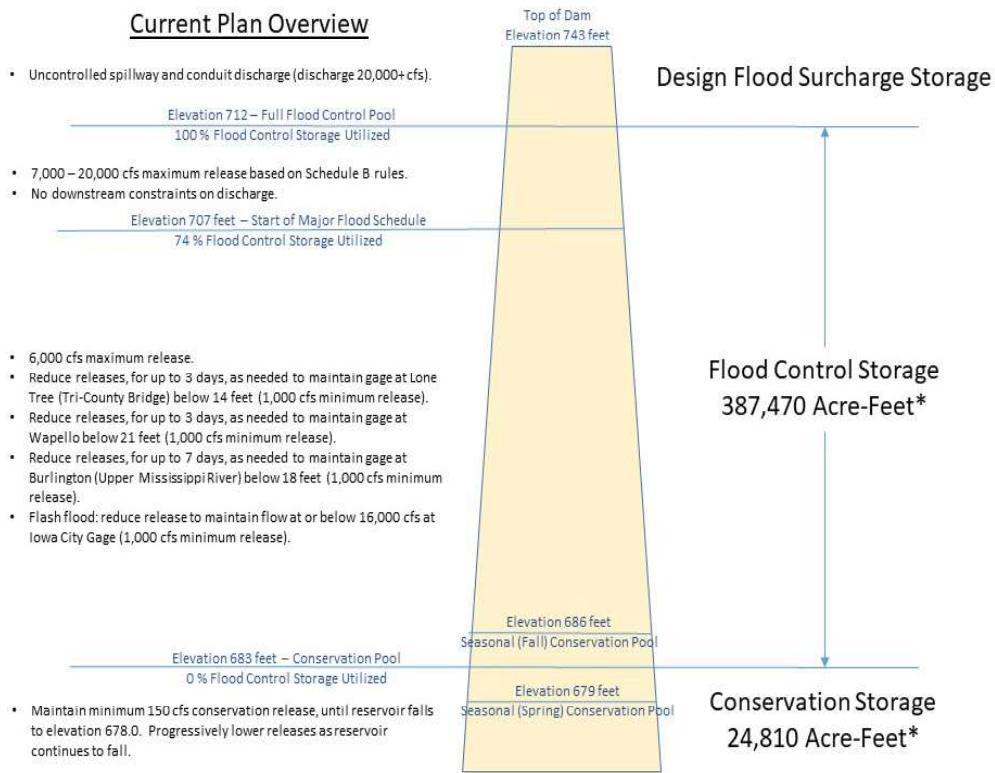 Current Plan Overview
Top of Dam
Elevation 743 feet
• Uncontrolled spillway and conduit discharge (discharge 20,000+ cfs).
Design Flood Surcharge Storage
Elevation 712 – Full Flood Control Pool
100 % Flood Control Storage Utilized
• 7,000 – 20,000 cfs maximum release based on Schedule B rules.
• No downstream constraints on discharge.
Elevation 707 feet – Start of Major Flood Schedule
74 % Flood Control Storage Utilized
• 6,000 cfs maximum release.
• Reduce releases, for up to 3 days, as needed to maintain gage at Lone
Tree (Tri-County Bridge) below 14 feet (1,000 cfs minimum release).
• Reduce releases, for up to 3 days, as needed to maintain gage at
Wapello below 21 feet (1,000 cfs minimum release).
• Reduce releases, for up to 7 days, as needed to maintain gage at
Burlington (Upper Mississippi River) below 18 feet (1,000 cfs minimum
release).
• Flash flood: reduce release to maintain flow at or below 16,000 cfs at
Iowa City Gage (1,000 cfs minimum release).
Flood Control Storage
387,470 Acre-Feet*
Elevation 686 feet
Seasonal (Fall) Conservation Pool
Elevation 683 feet – Conservation Pool
0 % Flood Control Storage Utilized
Elevation 679 feet
Seasonal (Spring) Conservation Pool
• Maintain minimum 150 cfs conservation release, until reservoir falls
to elevation 678.0. Progressively lower releases as reservoir
continues to fall.
Conservation Storage
24,810 Acre-Feet*